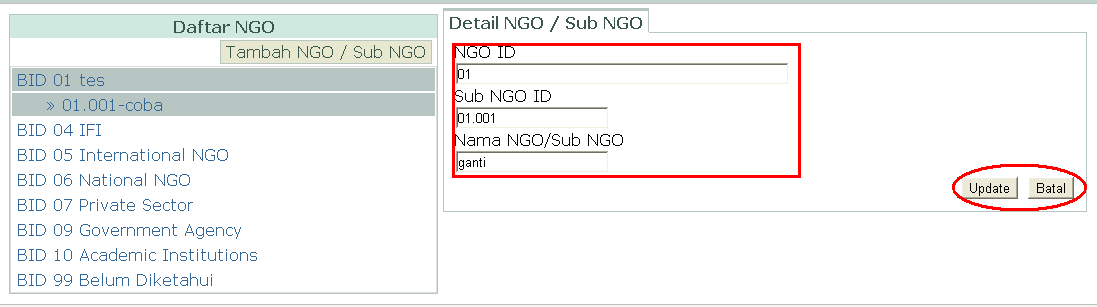 Daftar NGO
Tambah NGO / Sub NGO
BID 01 tes
» 01.001-coba
BID 04 IFI
BID 05 International NGO
BID 06 National NGO
BID 07 Private Sector
BID 09 Government Agency
BID 10 Academic Institutions
BID 99 Belum Diketahui
Detail NGO / Sub NGO
NGO ID
01
Sub NGO ID
01.001
Nama NGO/Sub NGO
ganti
Update Batal